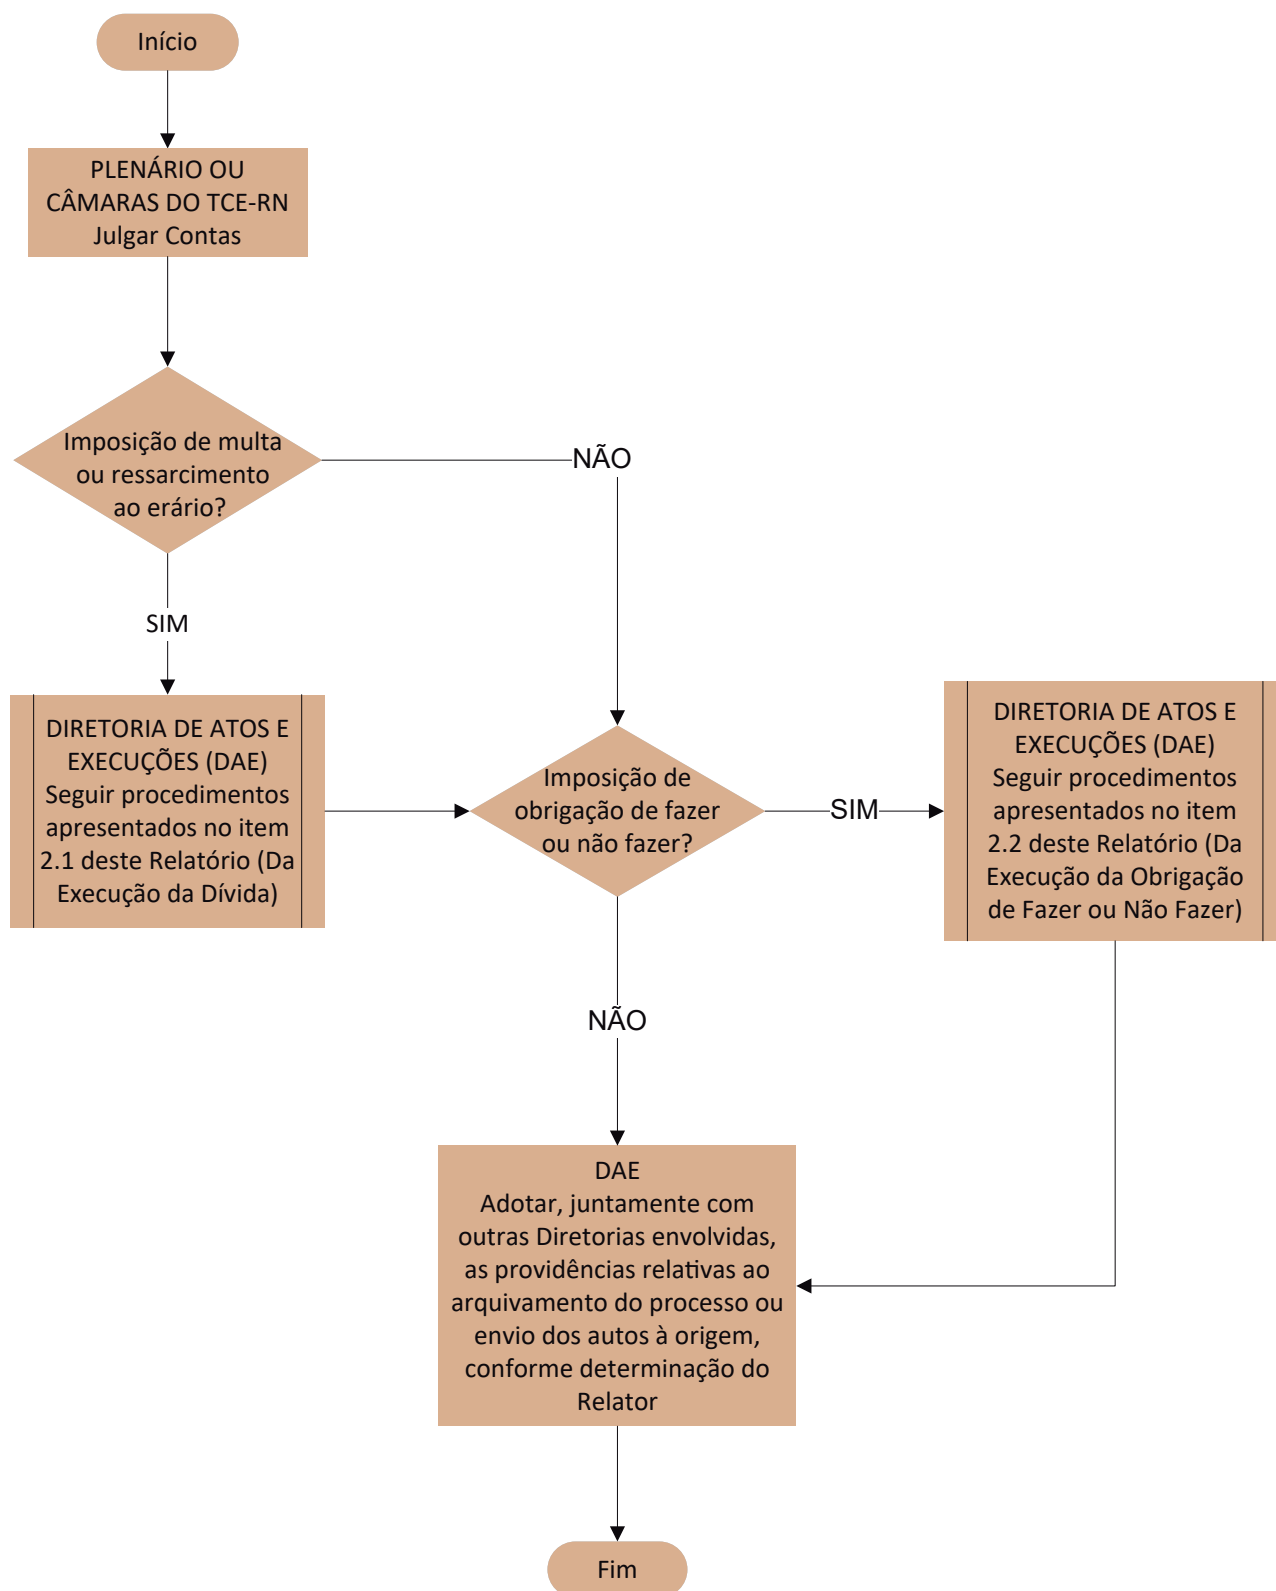 Início
PLENÁRIO OU
CÂMARAS DO TCE-RN
Julgar Contas
Imposição de multa
ou ressarcimento
ao erário?
NÃO
SIM
DIRETORIA DE ATOS E
EXECUÇÕES (DAE)
Seguir procedimentos
apresentados no item
2.1 deste Relatório (Da
Execução da Dívida)
Imposição de
obrigação de fazer
ou não fazer?
SIM
DIRETORIA DE ATOS E
EXECUÇÕES (DAE)
Seguir procedimentos
apresentados no item
2.2 deste Relatório (Da
Execução da Obrigação
de Fazer ou Não Fazer)
NÃO
DAE
Adotar, juntamente com
outras Diretorias envolvidas,
as providências relativas ao
arquivamento do processo ou
envio dos autos à origem,
conforme determinação do
Relator
Fim